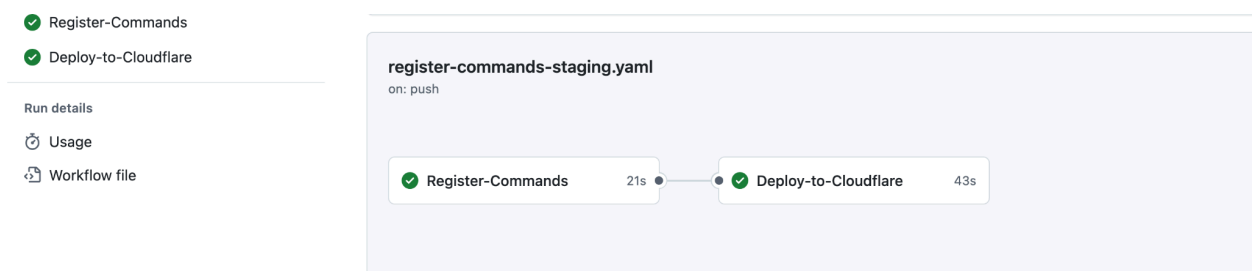 Register-Commands
Deploy-to-Cloudflare
Run details
Usage
Workflow file
register-commands-staging.yaml
on: push
Register-Commands 21s
Deploy-to-Cloudflare 43s